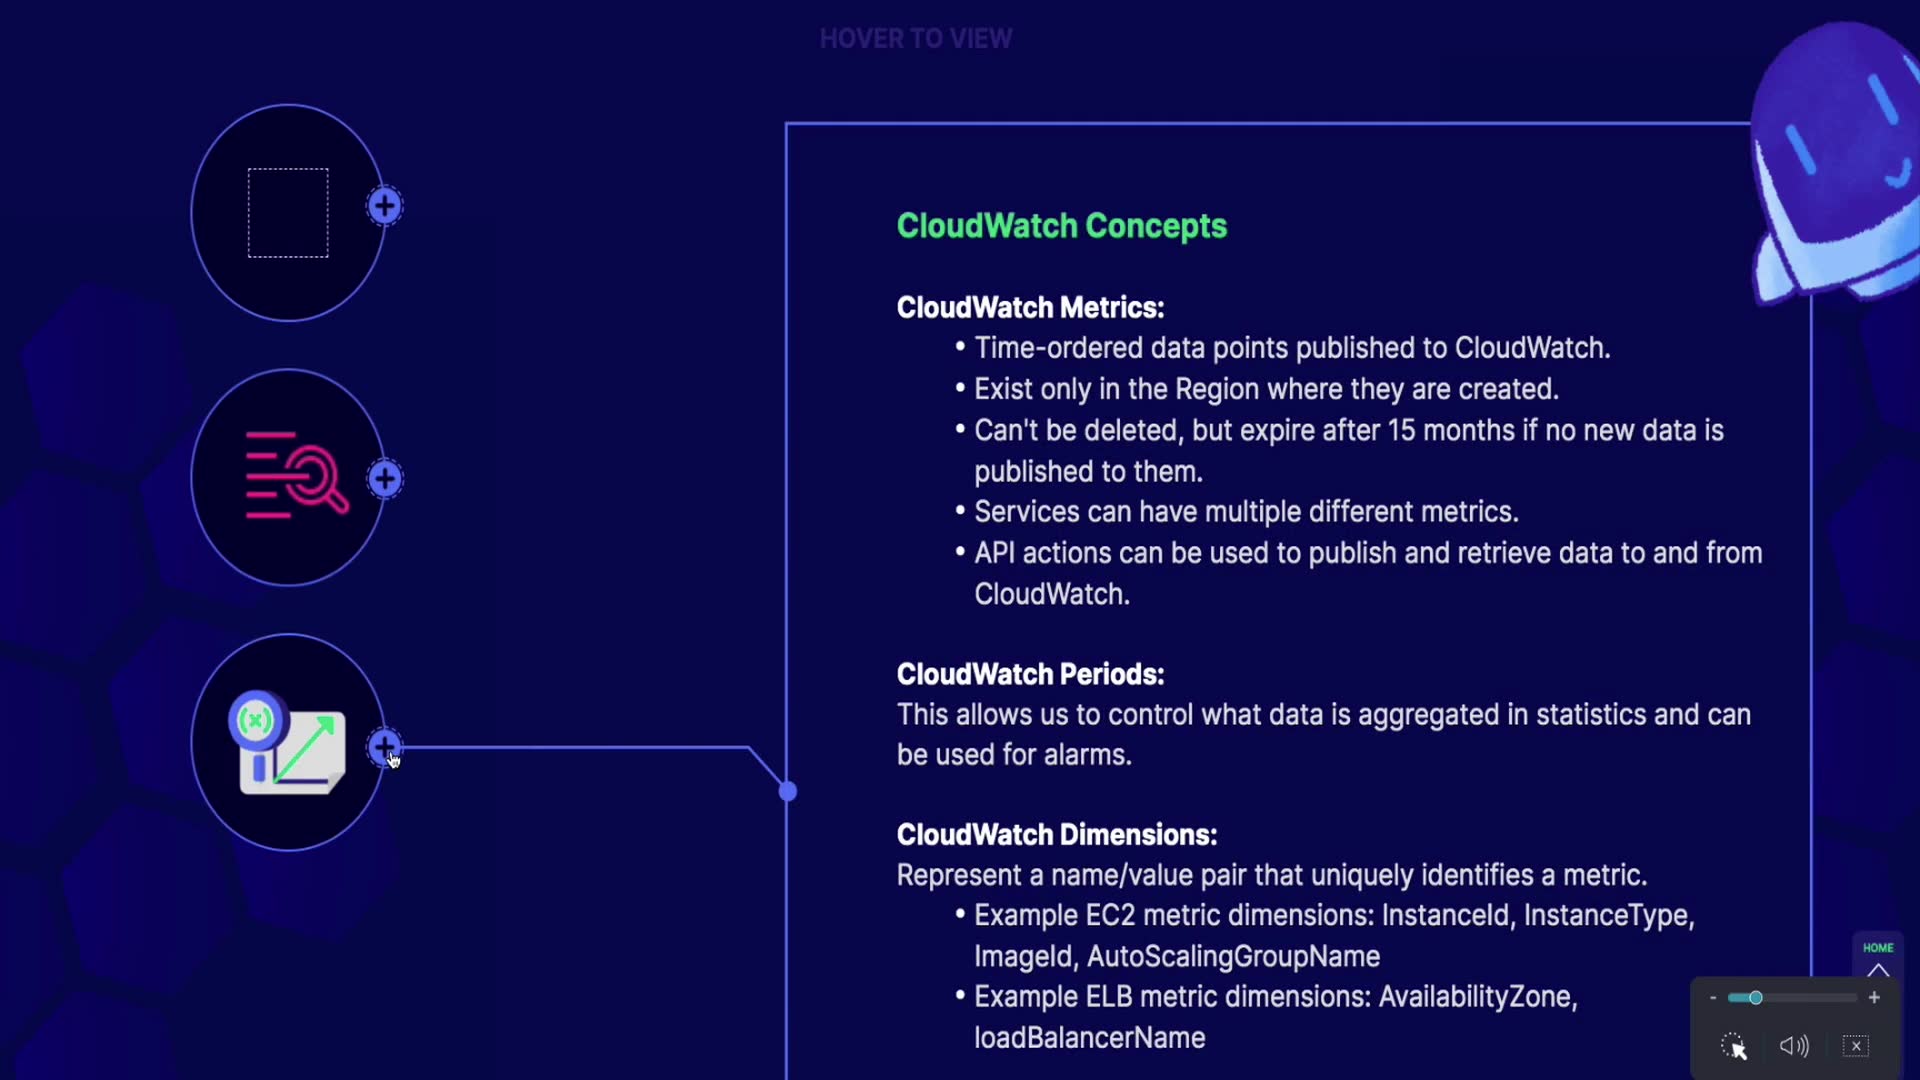 HOVER TO VIEW
CloudWatch Concepts
CloudWatch Metrics:
• Time-ordered data points published to CloudWatch.
• Exist only in the Region where they are created.
• Can't be deleted, but expire after 15 months if no new data is
published to them.
• Services can have multiple different metrics.
• API actions can be used to publish and retrieve data to and from
CloudWatch.
CloudWatch Periods:
This allows us to control what data is aggregated in statistics and can
be used for alarms.
CloudWatch Dimensions:
Represent a name/value pair that uniquely identifies a metric.
• Example EC2 metric dimensions: InstanceId, InstanceType,
ImageId, AutoScalingGroupName
• Example ELB metric dimensions: AvailabilityZone,
loadBalancerName
HOME